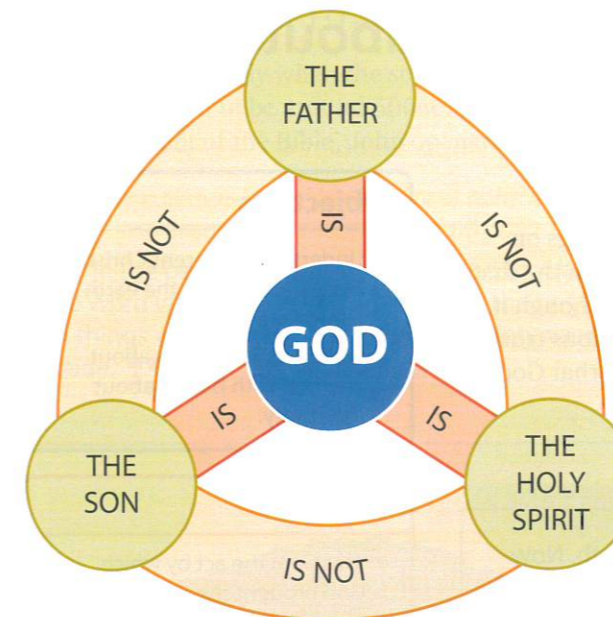 THE
FATHER
IS NOT
IS
IS NOT
GOD
IS
IS
THE
SON
THE
HOLY
SPIRIT
IS NOT